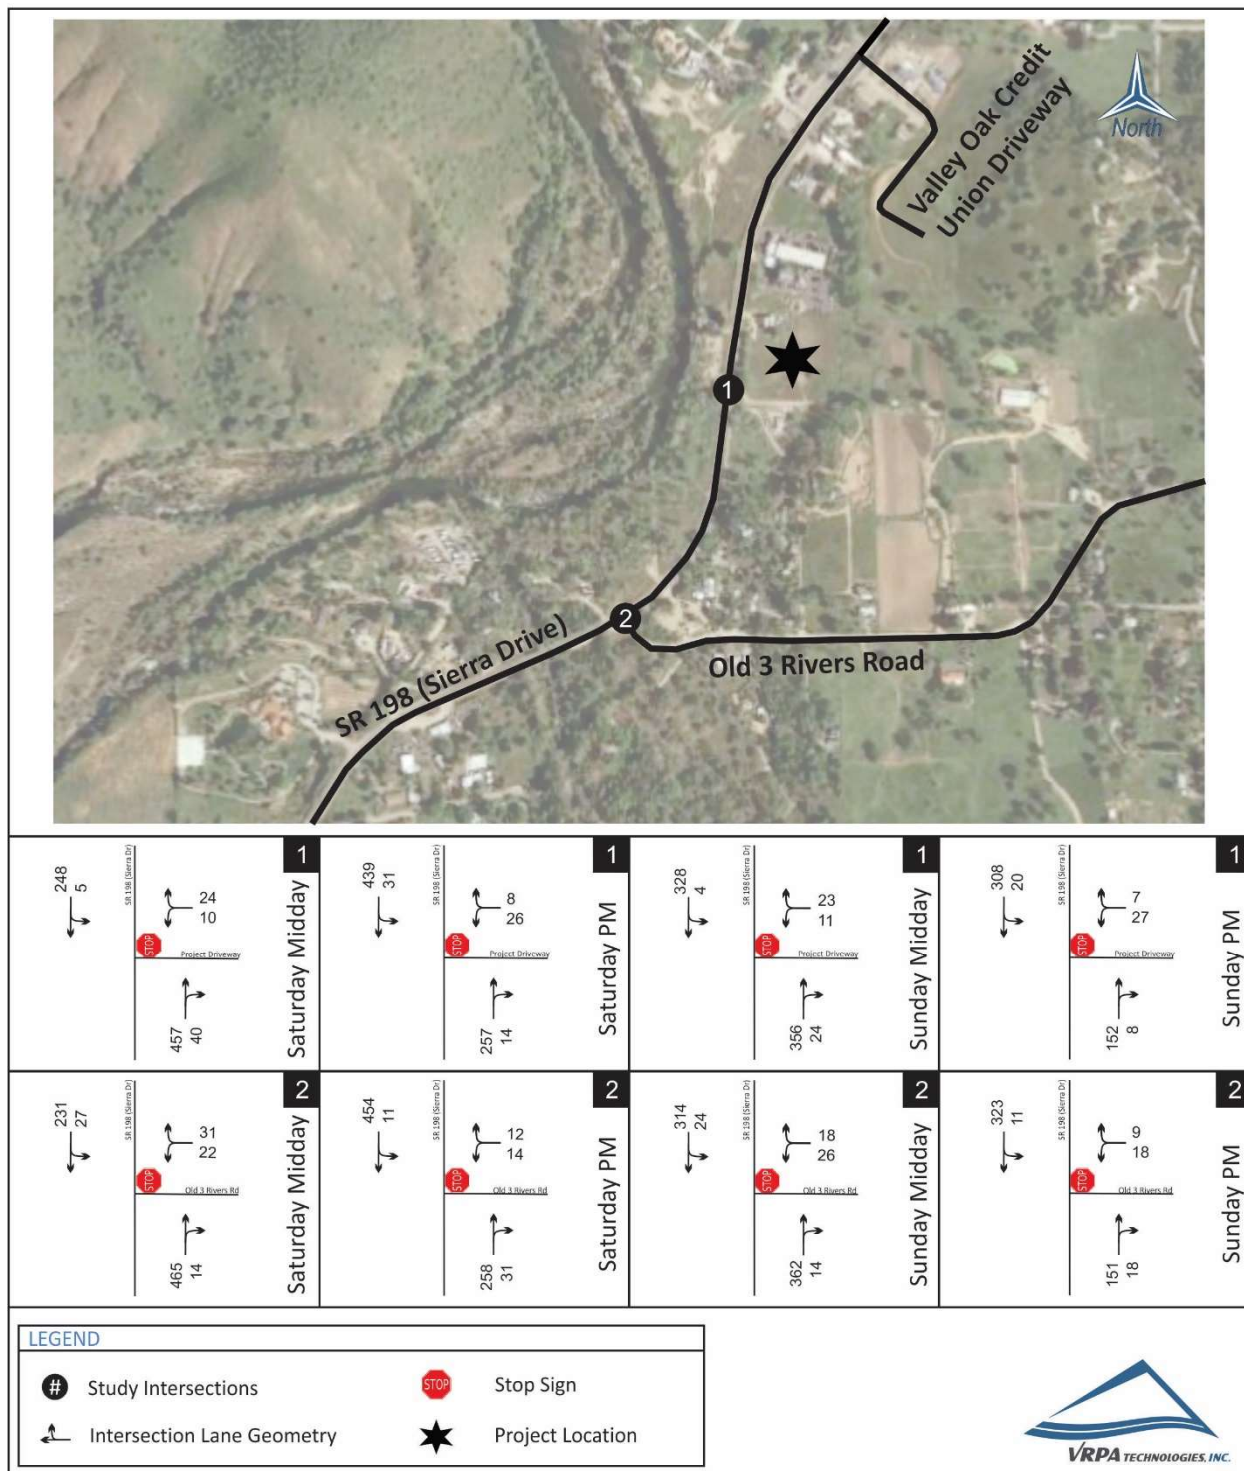 North
Valley Oak Credit
Union Driveway
1
2
SR 198 (Sierra Drive)
Old 3 Rivers Road
1
Saturday Midday
248
5
SR 198 (Sierra Dr)
24
10
STOP
Project Driveway
457
40
1
Saturday PM
439
31
SR 198 (Sierra Dr)
8
26
STOP
Project Driveway
257
14
1
Sunday Midday
328
4
SR 198 (Sierra Dr)
23
11
STOP
Project Driveway
356
24
1
Sunday PM
308
20
SR 198 (Sierra Dr)
7
27
STOP
Project Driveway
152
8
2
Saturday Midday
231
27
SR 198 (Sierra Dr)
31
22
STOP
Old 3 Rivers Rd
465
14
2
Saturday PM
454
11
SR 198 (Sierra Dr)
12
14
STOP
Old 3 Rivers Rd
258
31
2
Sunday Midday
314
24
SR 198 (Sierra Dr)
18
26
STOP
Old 3 Rivers Rd
362
14
2
Sunday PM
323
11
SR 198 (Sierra Dr)
9
18
STOP
Old 3 Rivers Rd
151
18
LEGEND
# Study Intersections
STOP Stop Sign
Intersection Lane Geometry
Project Location
VRPA TECHNOLOGIES, INC.